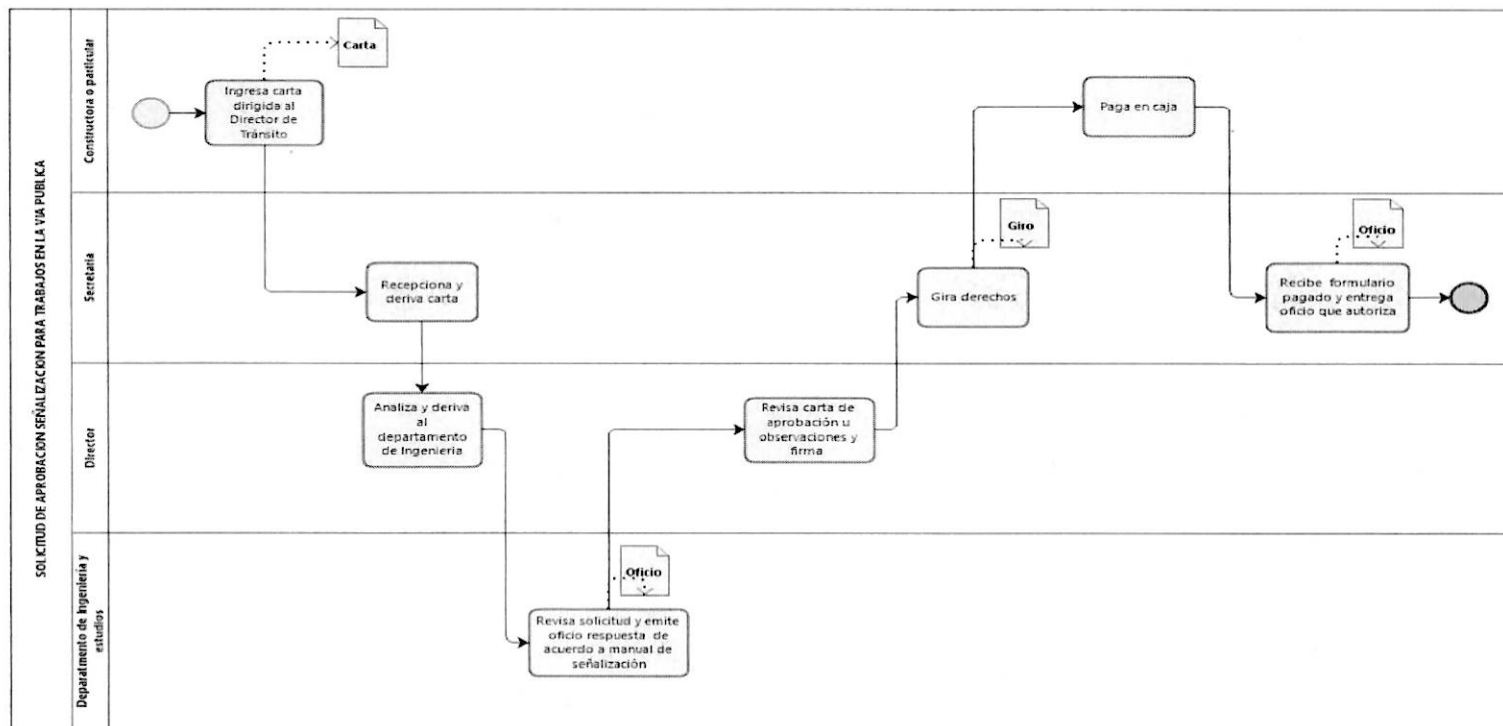 SOLICITUD DE APROBACION SEÑALIZACION PARA TRABAJOS EN LA VIA PUBLICA
Constructora o particular
Carta
Ingresa carta
dirigida al
Director de
Tránsito
Paga en caja
Secretaria
Recepciona y
deriva carta
Giro
Gira derechos
Oficio
Recibe formulario
pagado y entrega
oficio que autoriza
Director
Analiza y deriva
al
departamento
de Ingenieria
Revisa carta de
aprobación u
observaciones y
firma
Deparatmento de Ingenieria y
estudios
Oficio
Revisa solicitud y emite
oficio respuesta de
acuerdo a manual de
señalización